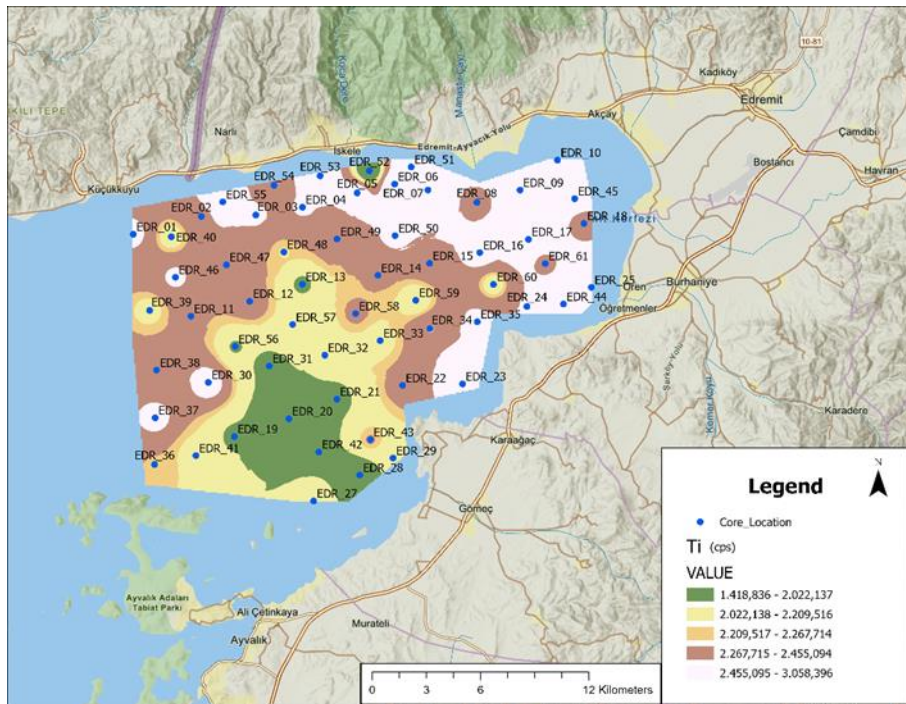 10-81
Kadıköy
Edremit
Akçay
Çamdibi
Narlı
İskele
Edremit-Ayvacık Yolu
Bostancı
Havran
Küçükkuyu
EDR_10
EDR_51
EDR_52
EDR_53
EDR_54
EDR_05
EDR_06
EDR_07
EDR_08
EDR_09
EDR_45
EDR_55
EDR_04
EDR_03
EDR_02
EDR_18
Kerfezi
EDR_01
EDR_40
EDR_49
EDR_50
EDR_17
EDR_48
EDR_16
EDR_15
EDR_61
EDR_47
EDR_46
EDR_14
EDR_13
EDR_60
EDR_25
Ören
Burhaniye
EDR_12
EDR_59
EDR_24
EDR_44
Öğretmenler
EDR_39
EDR_11
EDR_58
EDR_35
EDR_57
EDR_34
EDR_33
EDR_56
EDR_32
EDR_31
EDR_38
EDR_30
EDR_22
EDR_23
EDR_21
Karadere
EDR_37
EDR_20
EDR_19
EDR_43
Karaağaç
EDR_41
EDR_42
EDR_29
EDR_36
EDR_28
EDR_27
Gömeç
Ayvalık Adaları
Tabiat Parkı
Ali Çetinkaya
Murateli
Ayvalık
0 3 6 12 Kilometers
Legend
N
Core_Location
Ti (cps)
VALUE
1.418,836 - 2.022,137
2.022,138 - 2.209,516
2.209,517 - 2.267,714
2.267,715 - 2.455,094
2.455,095 - 3.058,396